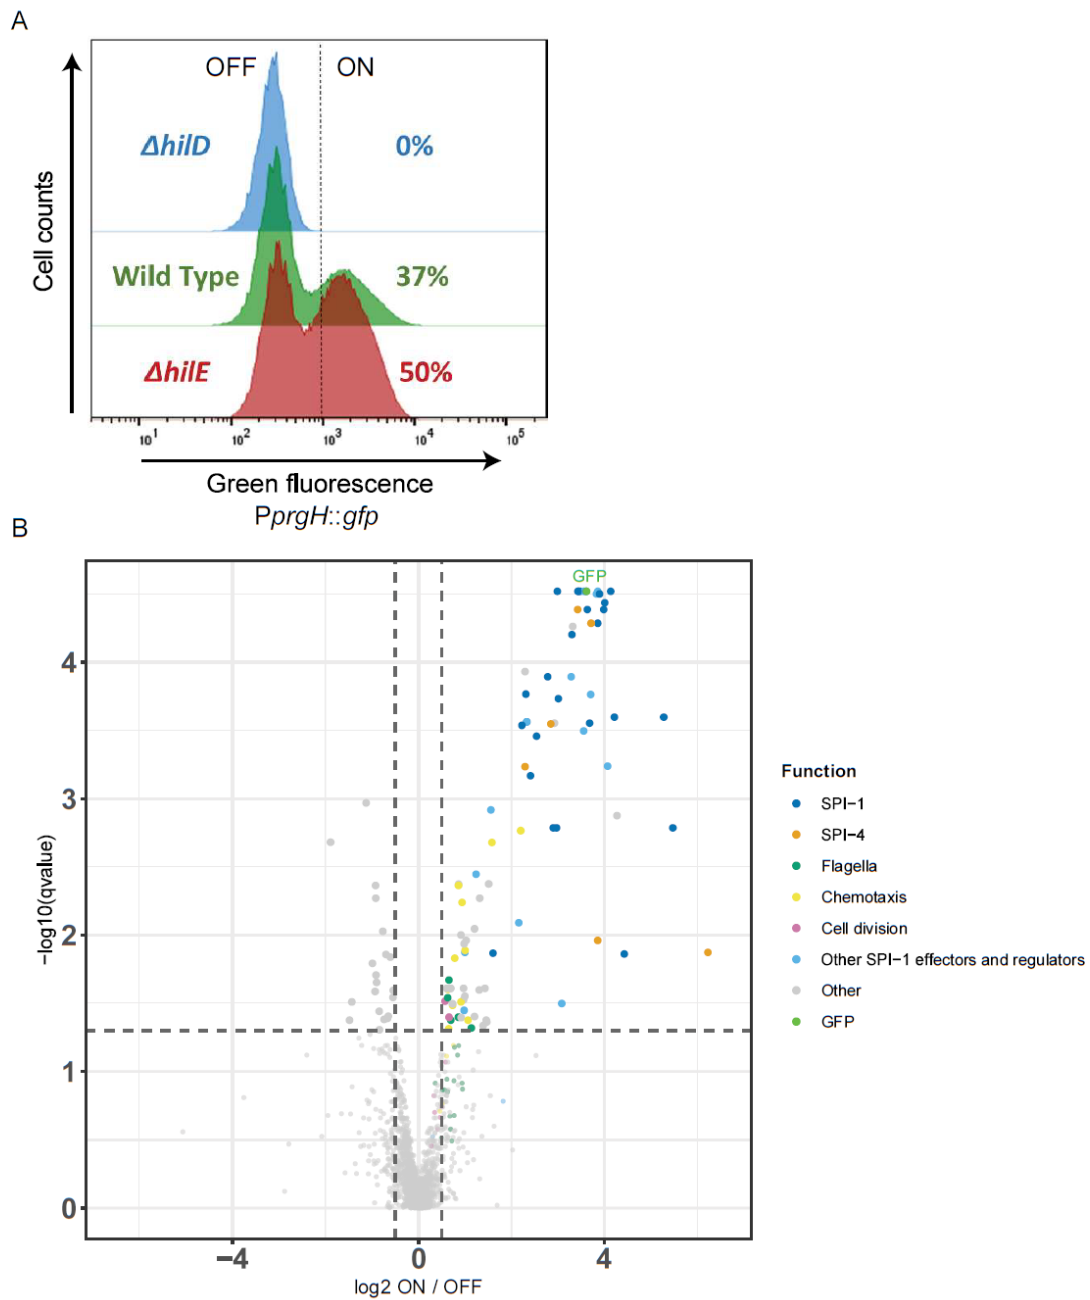 A
OFF
ON
ΔhilD
0%
Wild Type
37%
ΔhilE
50%
Cell counts
10¹ 10² 10³ 10⁴ 10⁵
Green fluorescence
PprgH::gfp
B
GFP
4
3
2
1
0
−log10(qvalue)
−4 0 4
log2 ON / OFF
Function
SPI−1
SPI−4
Flagella
Chemotaxis
Cell division
Other SPI−1 effectors and regulators
Other
GFP